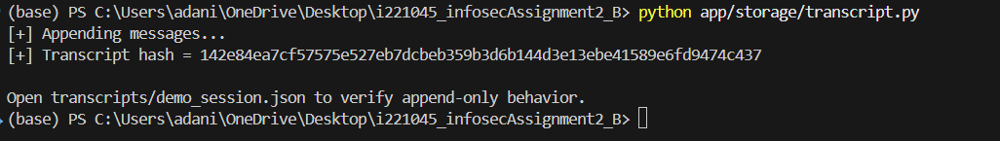 (base) PS C:\Users\adani\OneDrive\Desktop\i221045_infosecAssignment2_B> python app/storage/transcript.py
[+] Appending messages...
[+] Transcript hash = 142e84ea7cf57575e527eb7dcbeb359b3d6b144d3e13ebe41589e6fd9474c437
Open transcripts/demo_session.json to verify append-only behavior.
(base) PS C:\Users\adani\OneDrive\Desktop\i221045_infosecAssignment2_B>